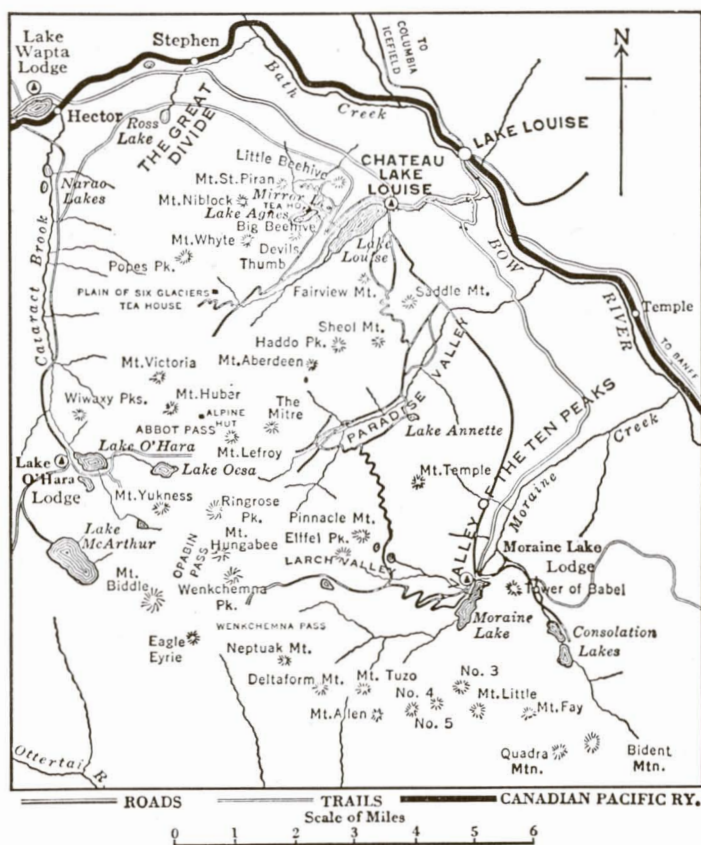 Lake
Wapta
Lodge
Stephen
TO
COLUMBIA
ICEFIELD
N
Bath
Creek
Hector
Ross
Lake
THE GREAT
DIVIDE
LAKE LOUISE
Little Beehive
CHATEAU
LAKE
LOUISE
Mt.St.Piran
Mirror L.
TEA HO
Narao
Lakes
Mt.Niblock
Lake Agnes
Big Beehive
Mt.Whyte
Devils
Thumb
Lake
Louise
BOW
RIVER
Popes Pk.
Cataract Brook
PLAIN OF SIX GLACIERS
TEA HOUSE
Fairview Mt.
Saddle Mt.
Temple
TO BANFF
Sheol Mt.
Haddo Pk.
Mt.Victoria
Mt.Aberdeen
PARADISE VALLEY
Wiwaxy Pks.
Mt.Huber
ALPINE
HUT
The
Mitre
ABBOT PASS
Lake Annette
Mt.Lefroy
Lake O'Hara
Lake
O'Hara
Lodge
Lake Oesa
Mt.Temple
VALLEY OF THE TEN PEAKS
Moraine
Creek
Mt.Yukness
Ringrose
Pk.
Pinnacle Mt.
Lake
McArthur
Mt.
Hungabee
Eiffel Pk.
Moraine Lake
Lodge
OPABIN
PASS
LARCH VALLEY
Mt.
Biddle
Wenkchemna
Pk.
Tower of Babel
WENKCHEMNA PASS
Moraine
Lake
Consolation
Lakes
Eagle
Eyrie
Neptuak Mt.
Deltaform Mt.
Mt. Tuzo
No. 3
No. 4
Mt.Little
Mt.Allen
No. 5
Mt. Fay
Quadra
Mtn.
Bident
Mtn.
Ottertail R.
ROADS TRAILS CANADIAN PACIFIC RY.
Scale of Miles
0 1 2 3 4 5 6